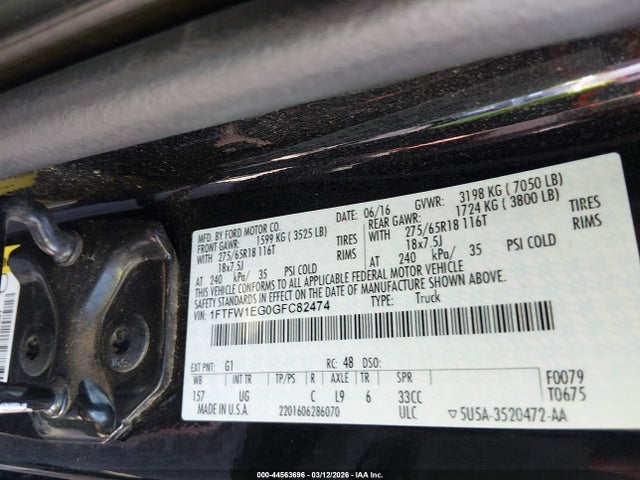 MFD. BY FORD MOTOR CO.
DATE: 06/16 GVWR: 3198 KG ( 7050 LB)
FRONT GAWR: 1599 KG ( 3525 LB) REAR GAWR: 1724 KG ( 3800 LB)
275/65R18 116T TIRES 275/65R18 116T TIRES
18x7.5J RIMS 18x7.5J RIMS
AT 240 kPa/ 35 PSI COLD AT 240 kPa/ 35 PSI COLD
THIS VEHICLE CONFORMS TO ALL APPLICABLE FEDERAL MOTOR VEHICLE
SAFETY STANDARDS IN EFFECT ON THE DATE OF MANUFACTURE SHOWN ABOVE.
1FTFW1EG0GFC82474 TYPE: Truck
EXT PNT: G1 RC: 48 DSO:
WB INT TR TP/PS R AXLE TR SPR
157 UG C L9 6 33CC
F0079
T0675
MADE IN U.S.A. 2201606286070 ULC ▽5U5A-3520472-AA
000-44563696 - 03/12/2026 - IAA, Inc.